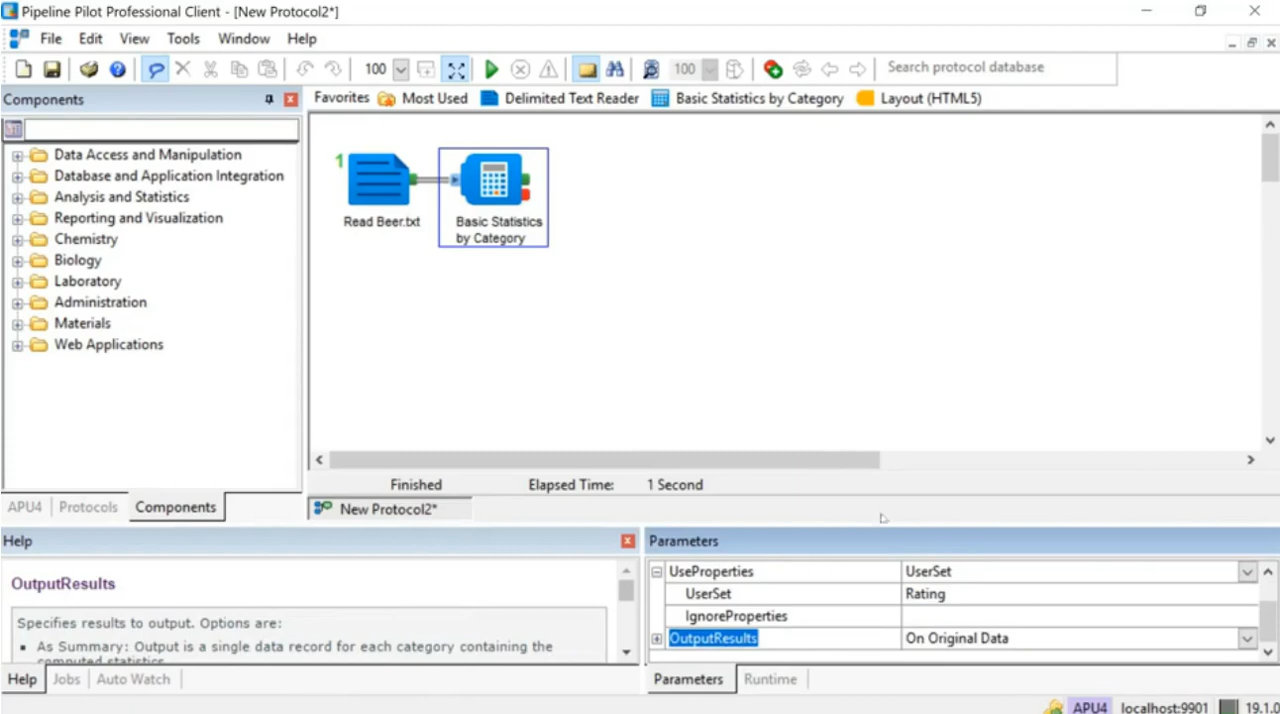 Pipeline Pilot Professional Client - [New Protocol2*]
File Edit View Tools Window Help
100 100 Search protocol database
Components
Favorites Most Used Delimited Text Reader Basic Statistics by Category Layout (HTML5)
Data Access and Manipulation
Database and Application Integration
Analysis and Statistics
Reporting and Visualization
Chemistry
Biology
Laboratory
Administration
Materials
Web Applications
1
Read Beer.txt
Basic Statistics
by Category
Finished Elapsed Time: 1 Second
APU4 Protocols Components
New Protocol2*
Help
OutputResults
Specifies results to output. Options are:
▪ As Summary: Output is a single data record for each category containing the
computed statistics
Help Jobs Auto Watch
Parameters
UseProperties UserSet
UserSet Rating
IgnoreProperties
OutputResults On Original Data
Parameters Runtime
APU4 localhost:9901 19.1.0